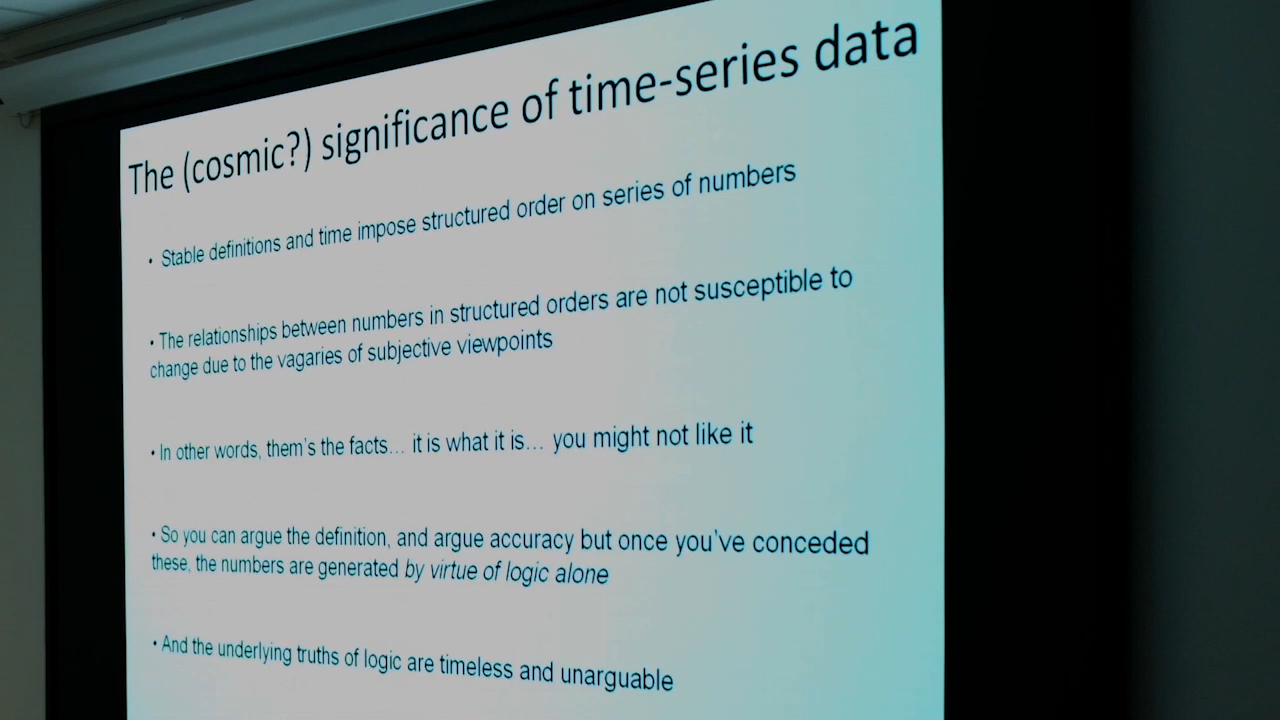 The (cosmic?) significance of time-series data
• Stable definitions and time impose structured order on series of numbers
• The relationships between numbers in structured orders are not susceptible to
change due to the vagaries of subjective viewpoints
• In other words, them's the facts… it is what it is… you might not like it
• So you can argue the definition, and argue accuracy but once you've conceded
these, the numbers are generated by virtue of logic alone
• And the underlying truths of logic are timeless and unarguable